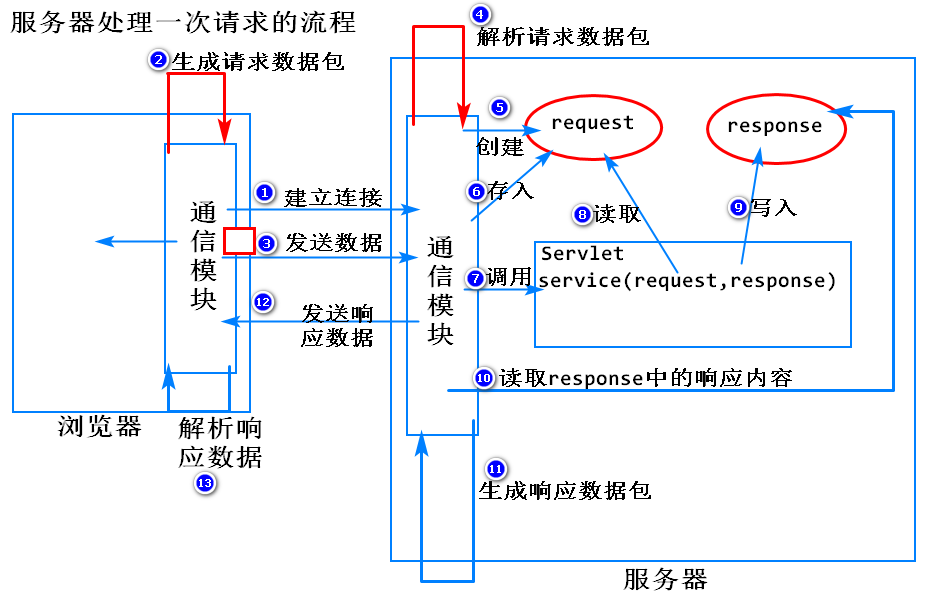 服务器处理一次请求的流程
4 解析请求数据包
2 生成请求数据包
5
创建
request
response
6 存入
1 建立连接
8 读取
9 写入
通信模块
3 发送数据
通信模块
7 调用
Servlet
service(request,response)
12 发送响
应数据
10 读取response中的响应内容
浏览器
解析响
应数据
13
11
生成响应数据包
服务器